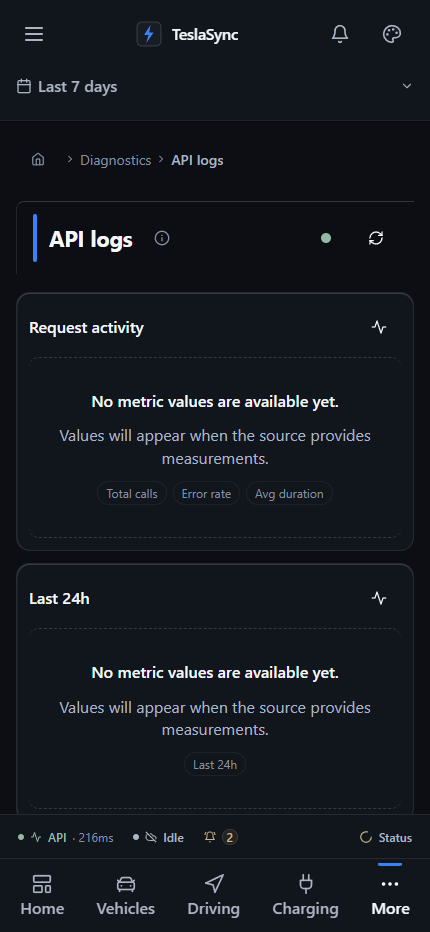 TeslaSync
Last 7 days
Diagnostics
API logs
API logs
Request activity
No metric values are available yet.
Values will appear when the source provides
measurements.
Total calls
Error rate
Avg duration
Last 24h
No metric values are available yet.
Values will appear when the source provides
measurements.
Last 24h
API · 216ms
Idle
2
Status
Home
Vehicles
Driving
Charging
More